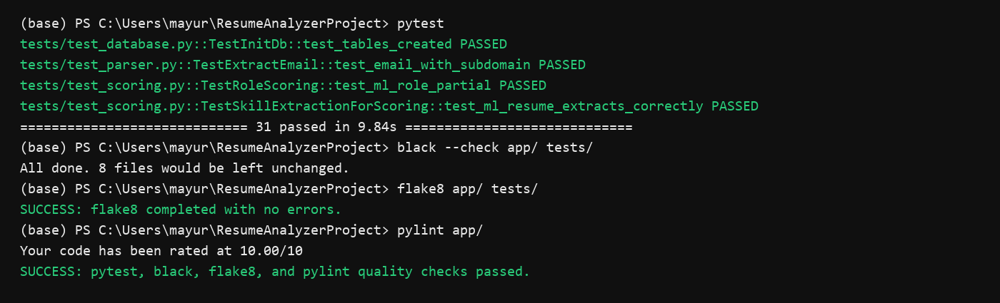 (base) PS C:\Users\mayur\ResumeAnalyzerProject> pytest
tests/test_database.py::TestInitDb::test_tables_created PASSED
tests/test_parser.py::TestExtractEmail::test_email_with_subdomain PASSED
tests/test_scoring.py::TestRoleScoring::test_ml_role_partial PASSED
tests/test_scoring.py::TestSkillExtractionForScoring::test_ml_resume_extracts_correctly PASSED
============================= 31 passed in 9.84s =============================
(base) PS C:\Users\mayur\ResumeAnalyzerProject> black --check app/ tests/
All done. 8 files would be left unchanged.
(base) PS C:\Users\mayur\ResumeAnalyzerProject> flake8 app/ tests/
SUCCESS: flake8 completed with no errors.
(base) PS C:\Users\mayur\ResumeAnalyzerProject> pylint app/
Your code has been rated at 10.00/10
SUCCESS: pytest, black, flake8, and pylint quality checks passed.